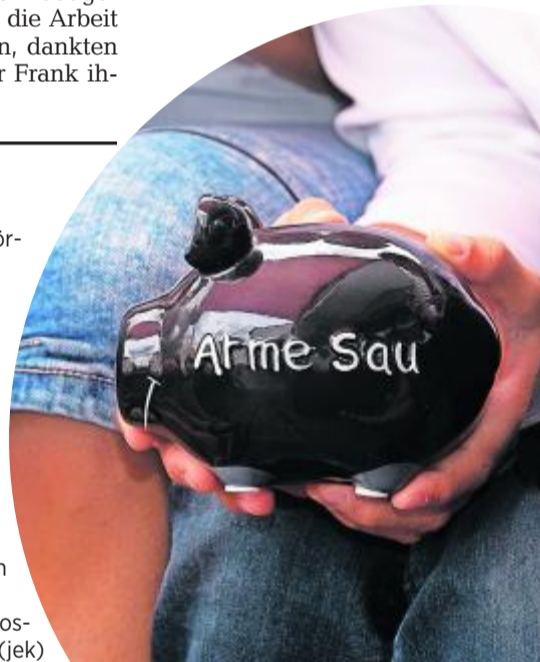 die Arbeit
n, dankten
r Frank ih-
ör-
Arme Sau
n
os-
(jek)